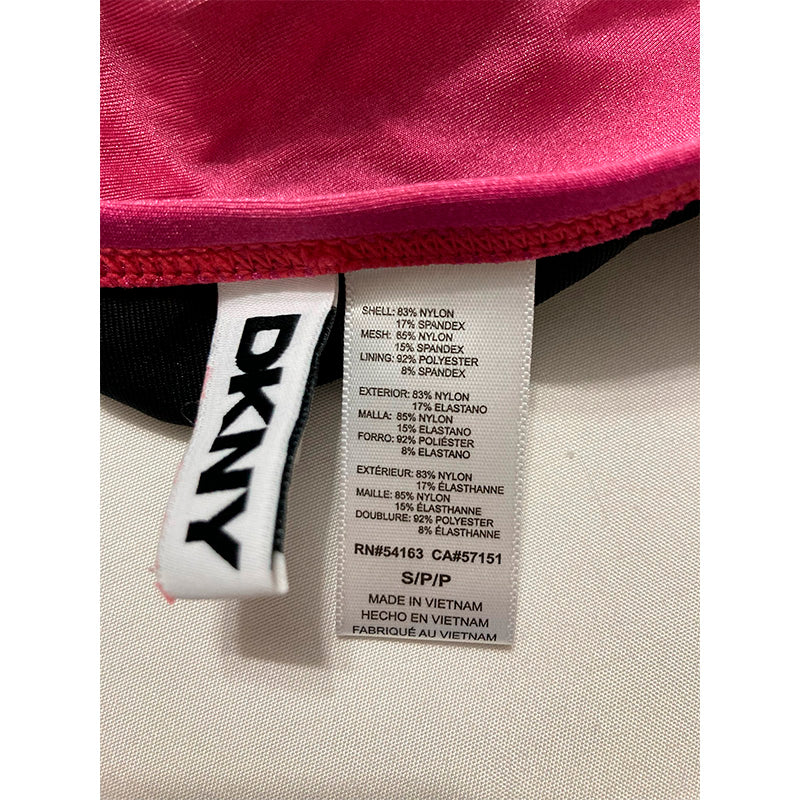 DKNY
SHELL: 83% NYLON
17% SPANDEX
MESH: 65% NYLON
15% SPANDEX
LINING: 92% POLYESTER
8% SPANDEX
EXTERIOR: 83% NYLON
17% ELASTANO
MALLA: 85% NYLON
15% ELASTANO
FORRO: 92% POLIÉSTER
8% ELASTANO
EXTÉRIEUR: 83% NYLON
17% ÉLASTHANNE
MAILLE: 85% NYLON
15% ÉLASTHANNE
DOUBLURE: 92% POLYESTER
8% ÉLASTHANNE
RN#54163 CA#57151
S/P/P
MADE IN VIETNAM
HECHO EN VIETNAM
FABRIQUÉ AU VIETNAM